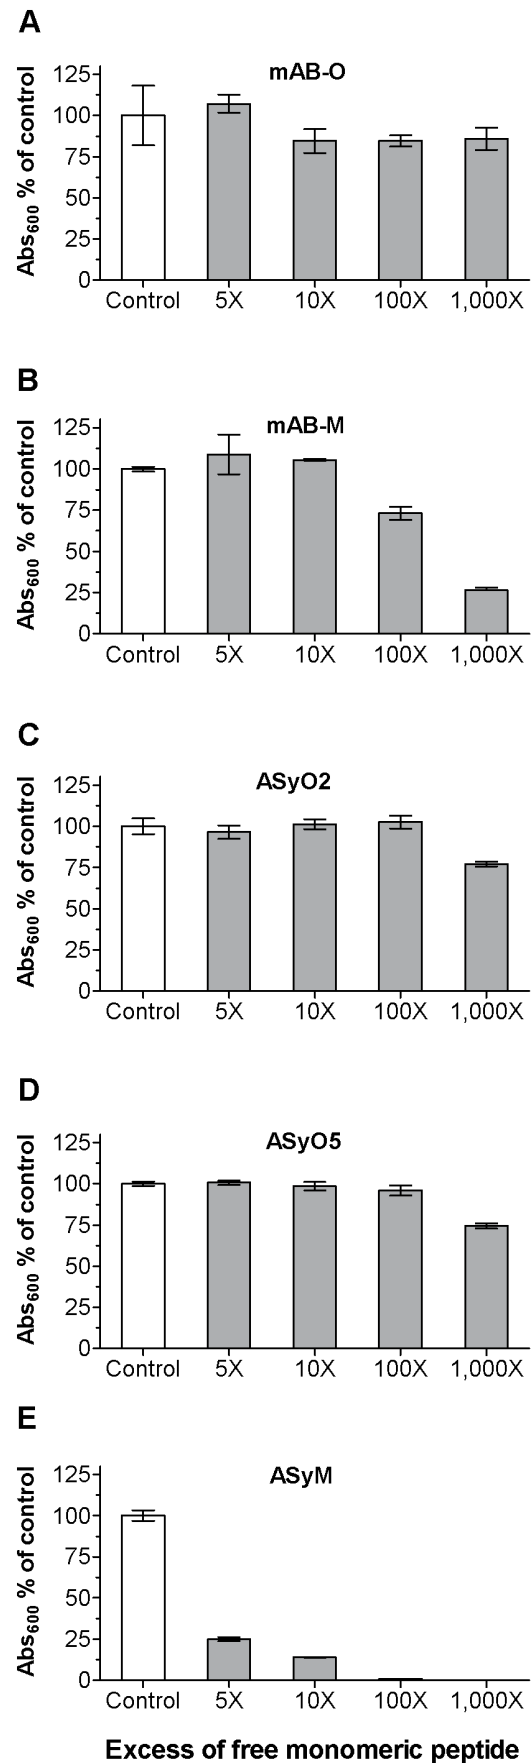 A
mAB-O
Abs600 % of control
125
100
75
50
25
0
Control 5X 10X 100X 1,000X
B
mAB-M
Abs600 % of control
125
100
75
50
25
0
Control 5X 10X 100X 1,000X
C
ASyO2
Abs600 % of control
125
100
75
50
25
0
Control 5X 10X 100X 1,000X
D
ASyO5
Abs600 % of control
125
100
75
50
25
0
Control 5X 10X 100X 1,000X
E
ASyM
Abs600 % of control
125
100
75
50
25
0
Control 5X 10X 100X 1,000X
Excess of free monomeric peptide